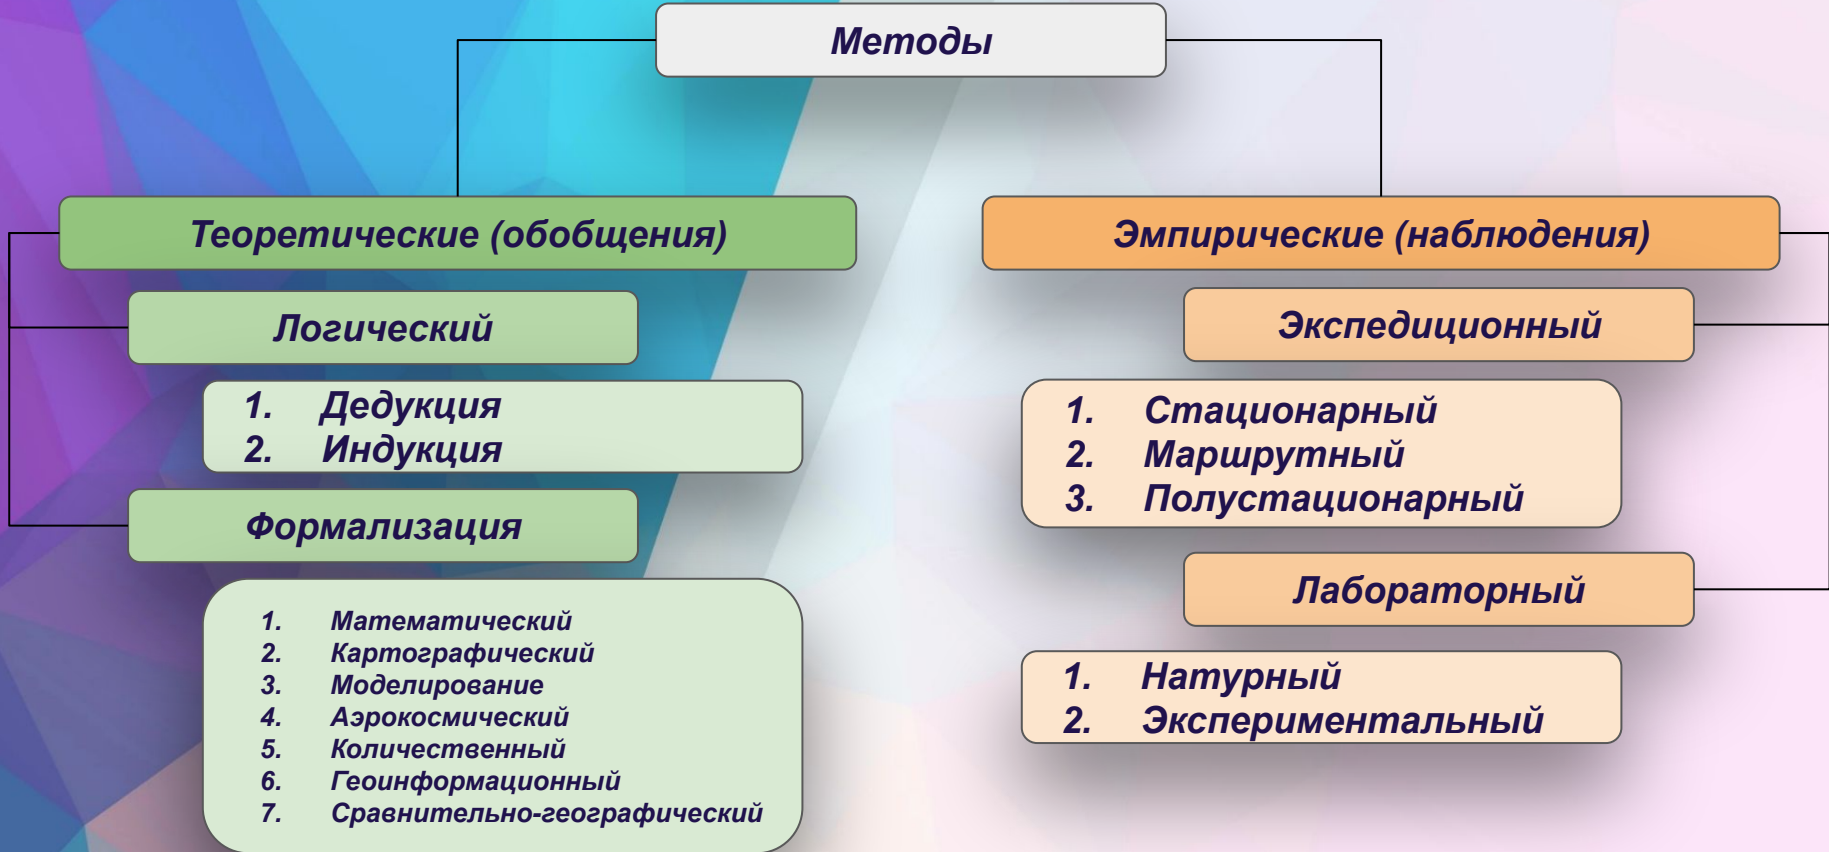 Методы
Теоретические (обобщения)
Логический
1. Дедукция
2. Индукция
Формализация
1. Математический
2. Картографический
3. Моделирование
4. Аэрокосмический
5. Количественный
6. Геоинформационный
7. Сравнительно-географический
Эмпирические (наблюдения)
Экспедиционный
1. Стационарный
2. Маршрутный
3. Полустационарный
Лабораторный
1. Натурный
2. Экспериментальный